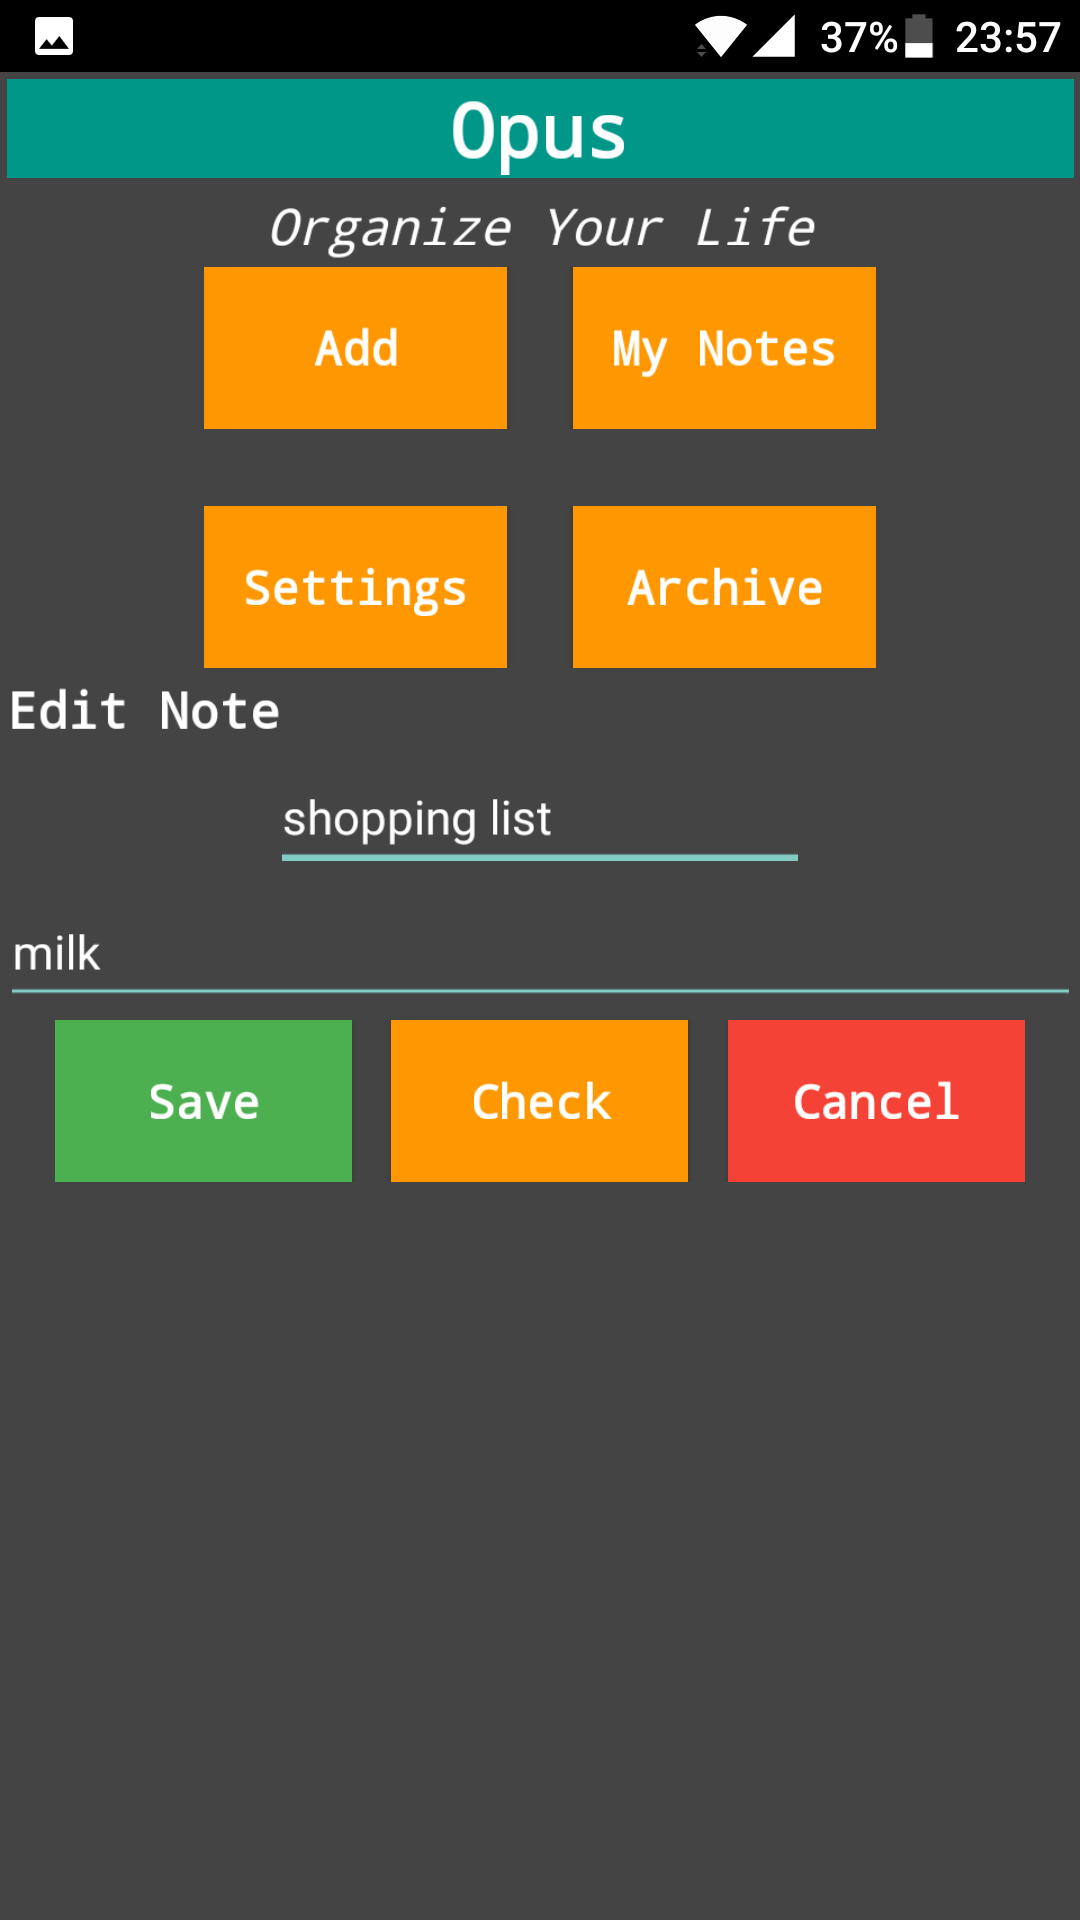 37% 23:57
Opus
Organize Your Life
Add My Notes
Settings Archive
Edit Note
shopping list
milk
Save Check Cancel